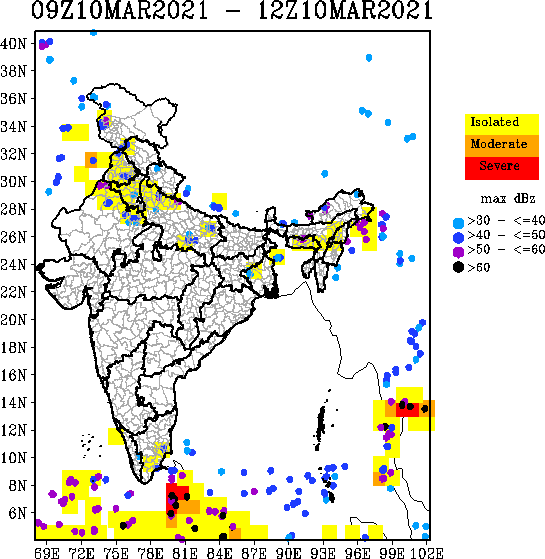 09Z10MAR2021 – 12Z10MAR2021
40N
38N
36N
34N
32N
30N
28N
26N
24N
22N
20N
18N
16N
14N
12N
10N
8N
6N
69E 72E 75E 78E 81E 84E 87E 90E 93E 96E 99E 102E
Isolated
Moderate
Severe
max dBz
>30 - <=40
>40 - <=50
>50 - <=60
>60